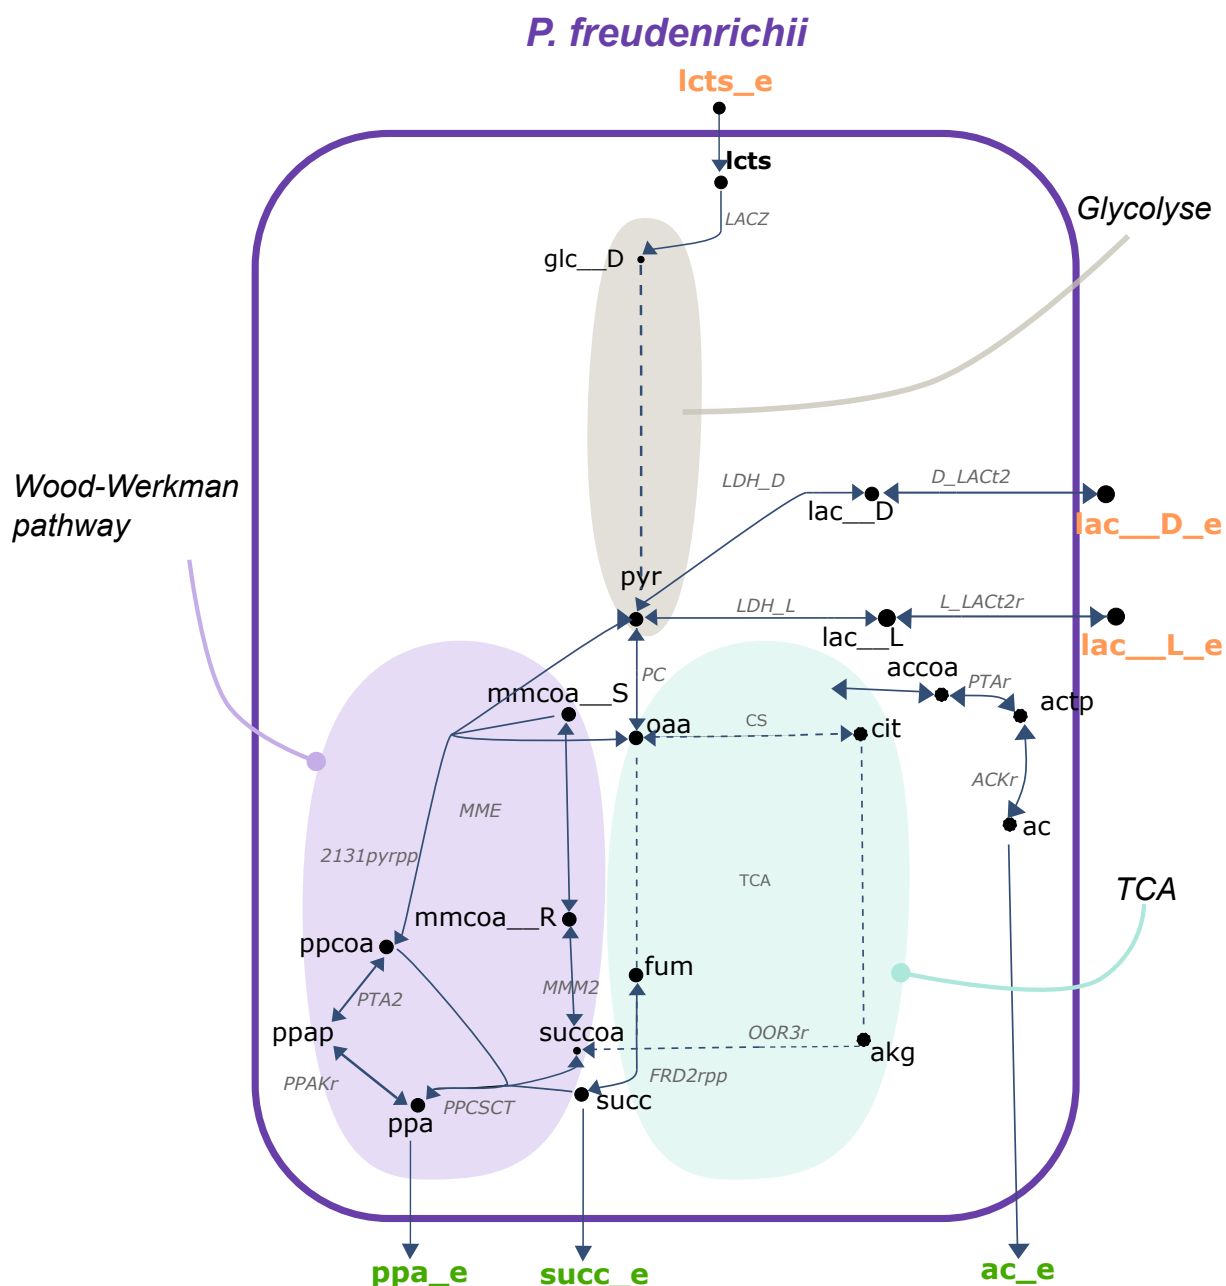 P. freudenrichii
lcts_e
lcts
LACZ
Glycolyse
glc__D
Wood-Werkman
pathway
LDH_D
D_LACt2
lac__D
lac__D_e
pyr
LDH_L
L_LACt2r
lac__L
lac__L_e
accoa
PTAr
actp
mmcoa__S
PC
oaa
CS
cit
ACKr
ac
MME
2131pyrpp
TCA
TCA
mmcoa__R
ppcoa
fum
PTA2
MMM2
ppap
succoa
OOR3r
akg
PPAKr
FRD2rpp
PPCSCT
succ
ppa
ppa_e
succ_e
ac_e